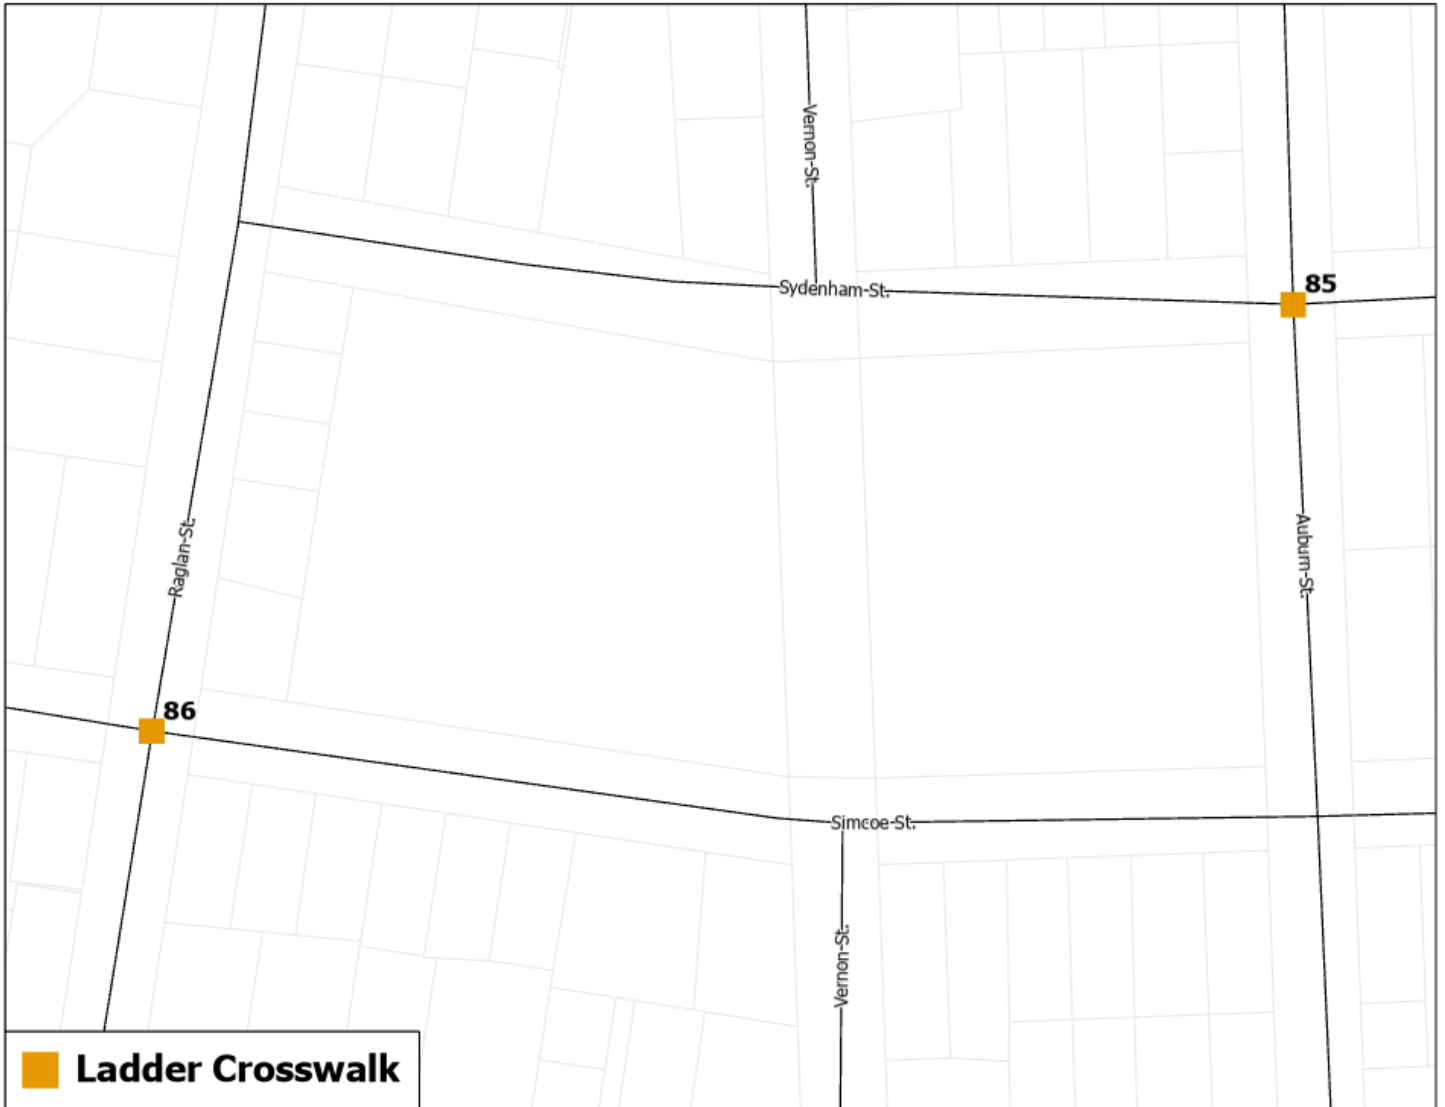 Vernon-St.
Sydenham-St.
85
Raglan-St.
Auburn-St.
86
Simcoe-St.
Vernon-St.
Ladder Crosswalk